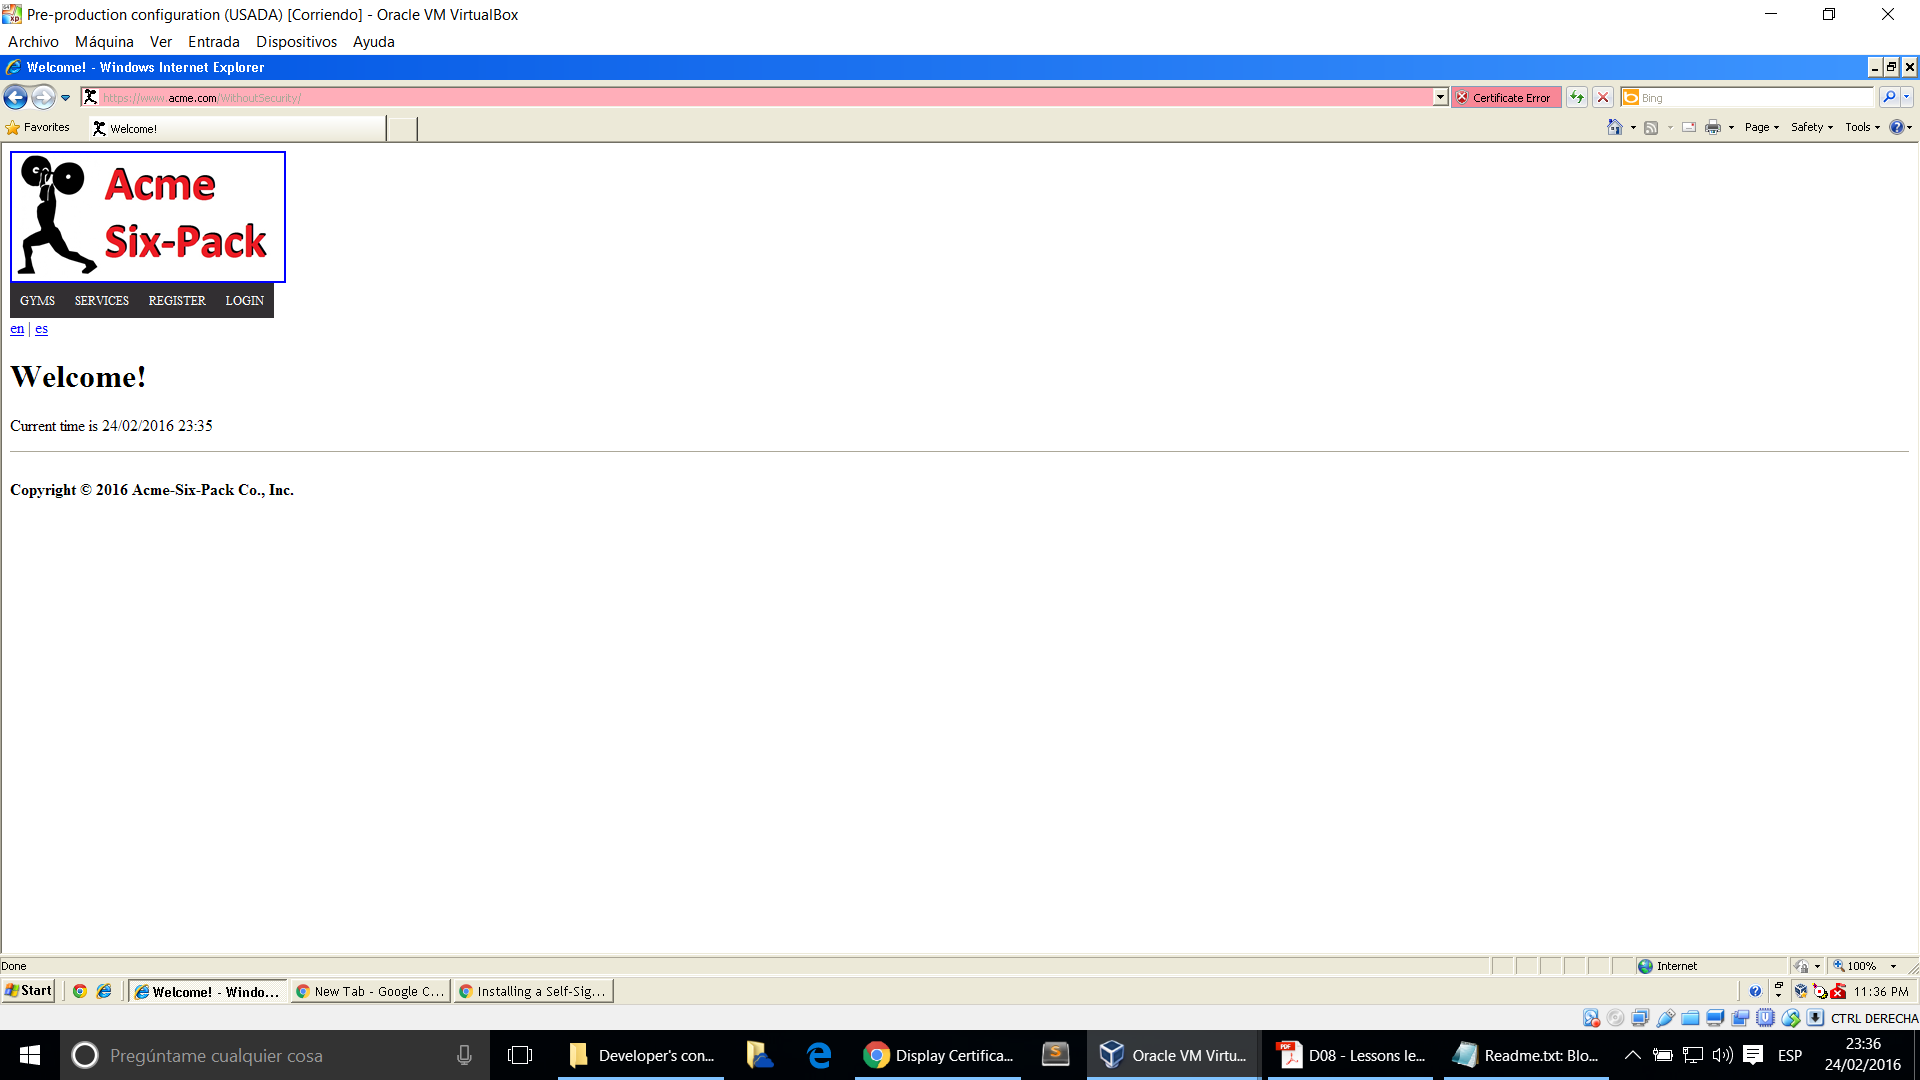 Pre-production configuration (USADA) [Corriendo] - Oracle VM VirtualBox
Archivo Máquina Ver Entrada Dispositivos Ayuda
Welcome! - Windows Internet Explorer
https://www.acme.com/WithoutSecurity/
Certificate Error
Bing
Favorites
Welcome!
Page
Safety
Tools
Acme
Six-Pack
GYMS SERVICES REGISTER LOGIN
en | es
Welcome!
Current time is 24/02/2016 23:35
Copyright © 2016 Acme-Six-Pack Co., Inc.
Done
Internet
100%
Start
Welcome! - Windo...
New Tab - Google C...
Installing a Self-Sig...
11:36 PM
CTRL DERECHA
Pregúntame cualquier cosa
Developer's con...
Display Certifica...
Oracle VM Virtu...
D08 - Lessons le...
Readme.txt: Blo...
ESP
23:36
24/02/2016